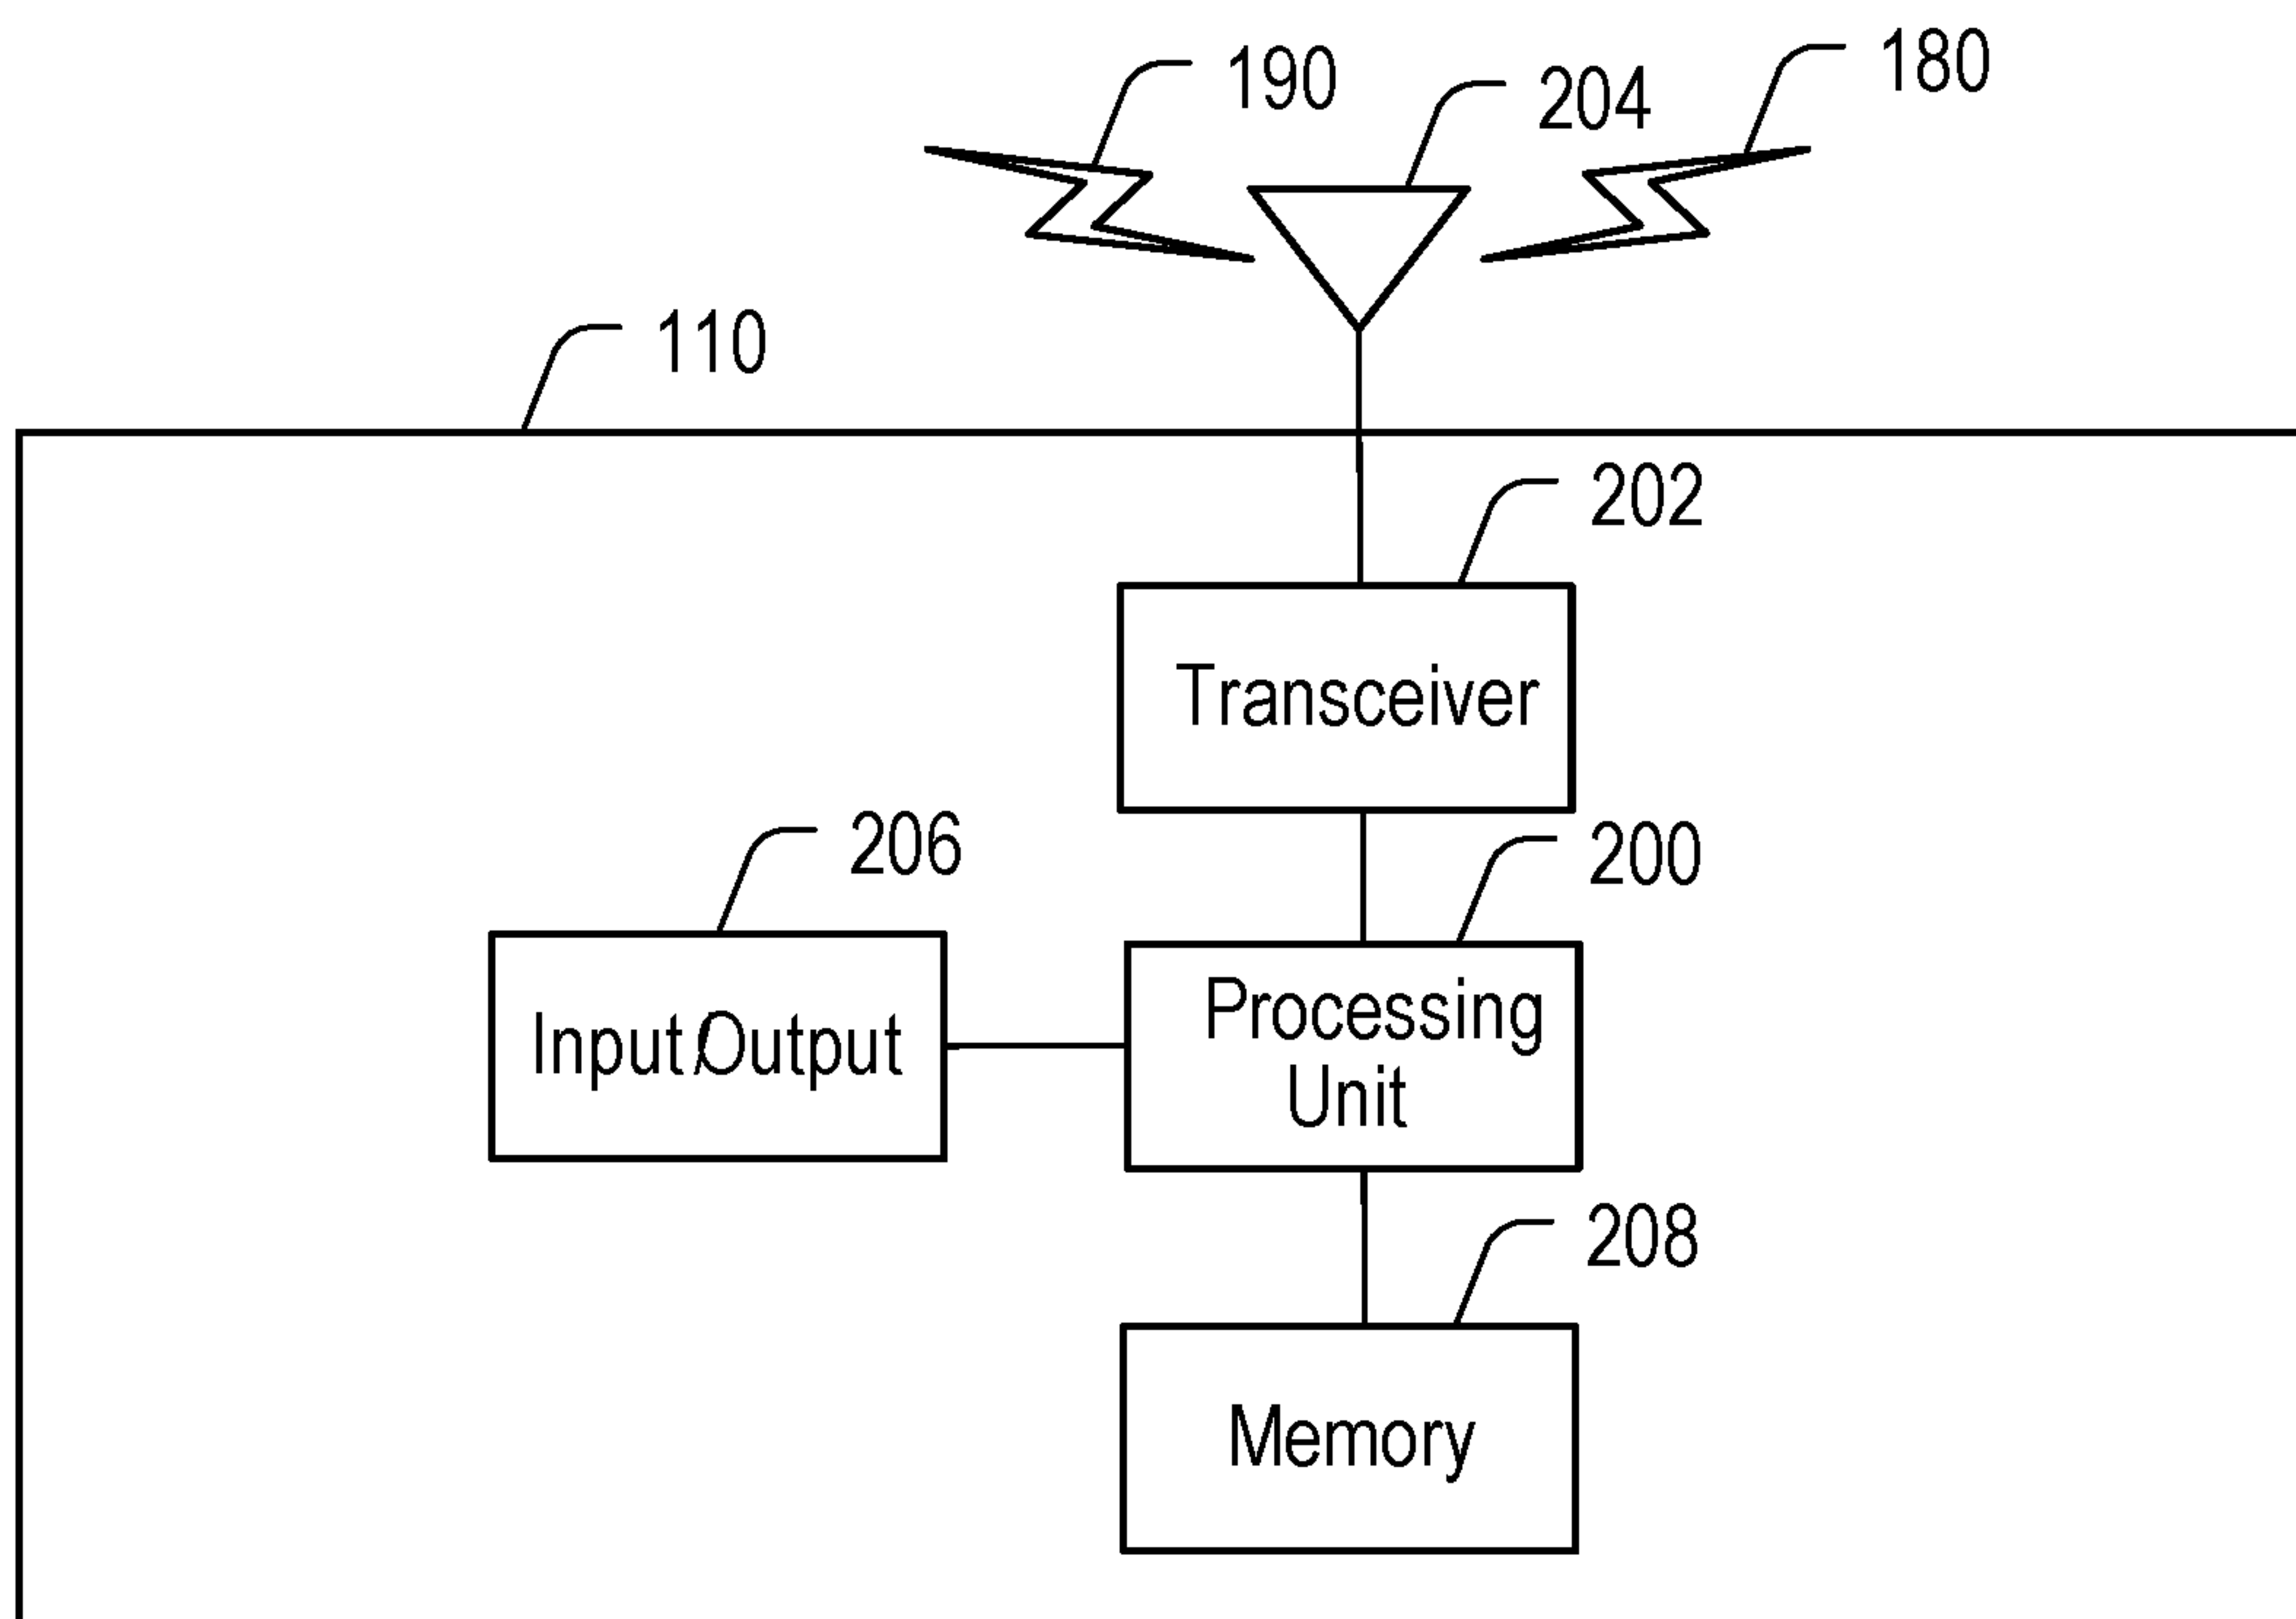 190
204
180
110
202
Transceiver
206
200
Input/Output
Processing
Unit
208
Memory